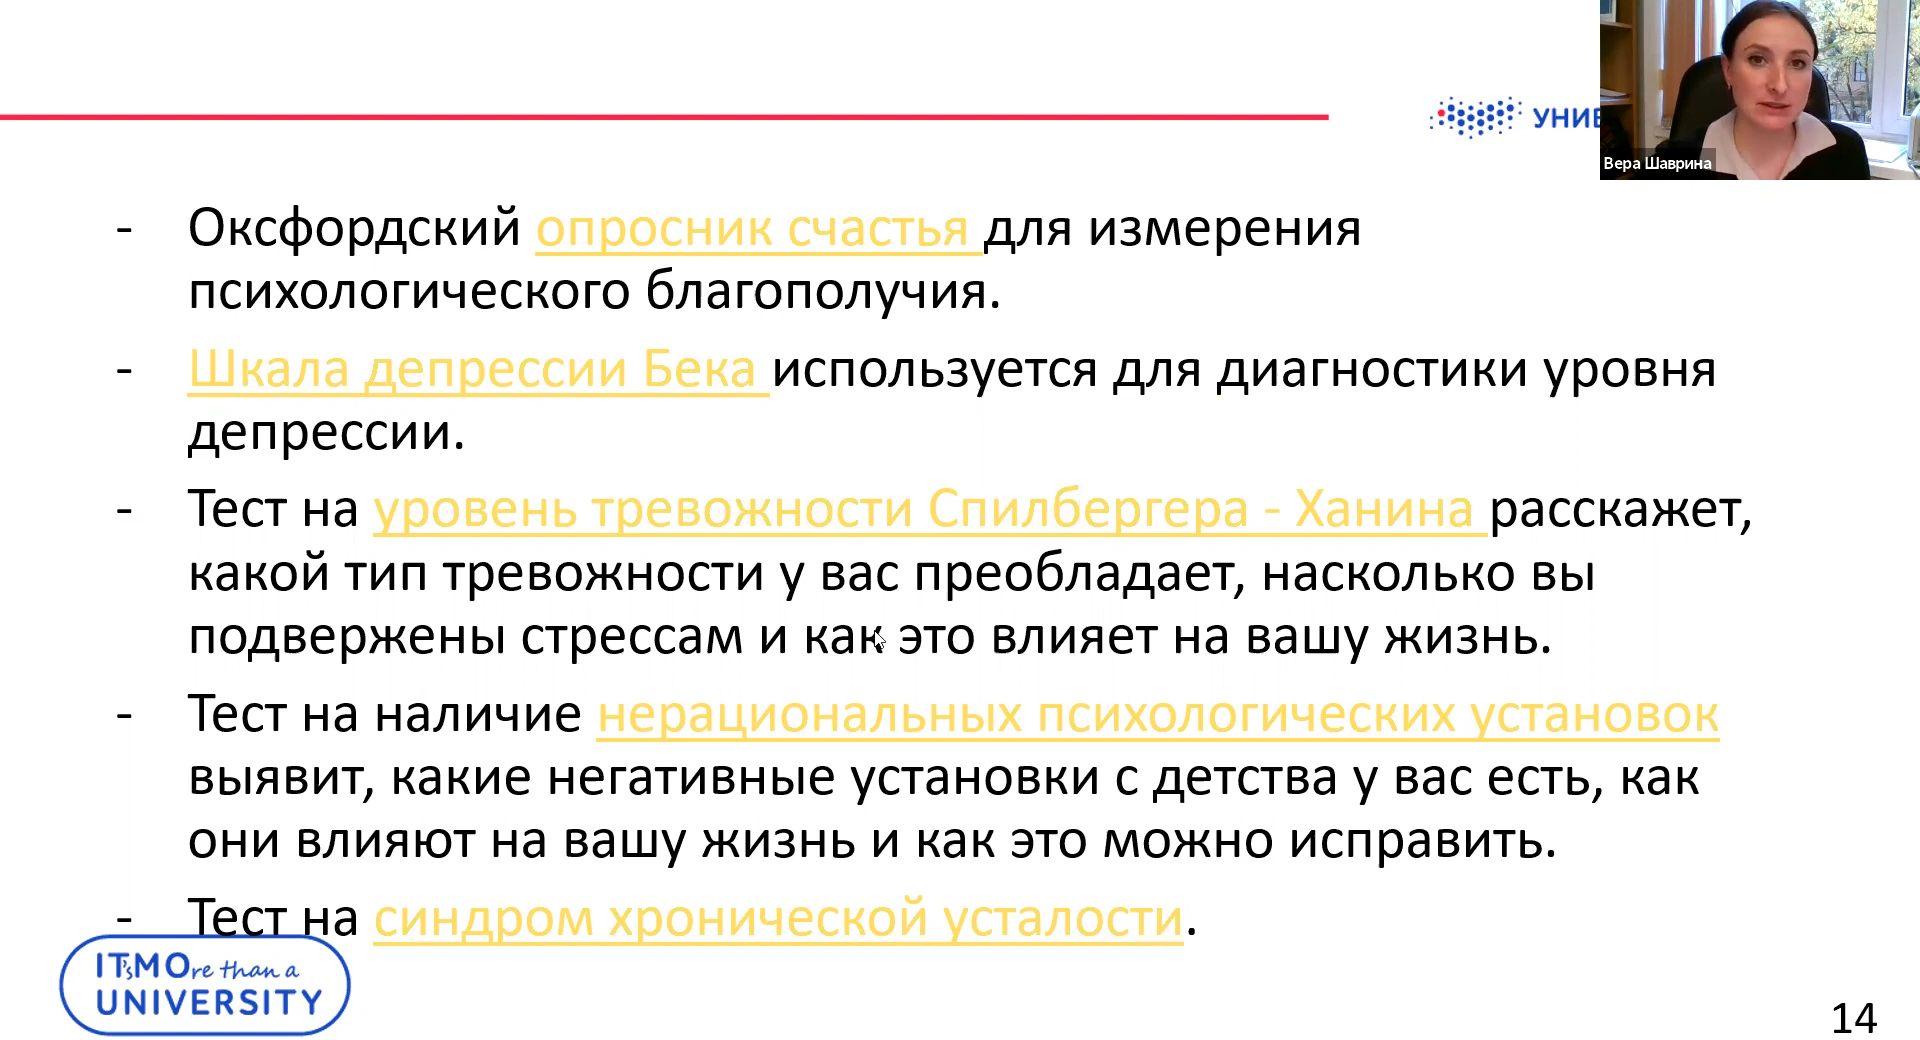 УНИВ
Вера Шаврина
- Оксфордский опросник счастья для измерения
психологического благополучия.
- Шкала депрессии Бека используется для диагностики уровня
депрессии.
- Тест на уровень тревожности Спилбергера - Ханина расскажет,
какой тип тревожности у вас преобладает, насколько вы
подвержены стрессам и как это влияет на вашу жизнь.
- Тест на наличие нерациональных психологических установок
выявит, какие негативные установки с детства у вас есть, как
они влияют на вашу жизнь и как это можно исправить.
- Тест на синдром хронической усталости.
IT'sMOre than a
UNIVERSITY
14